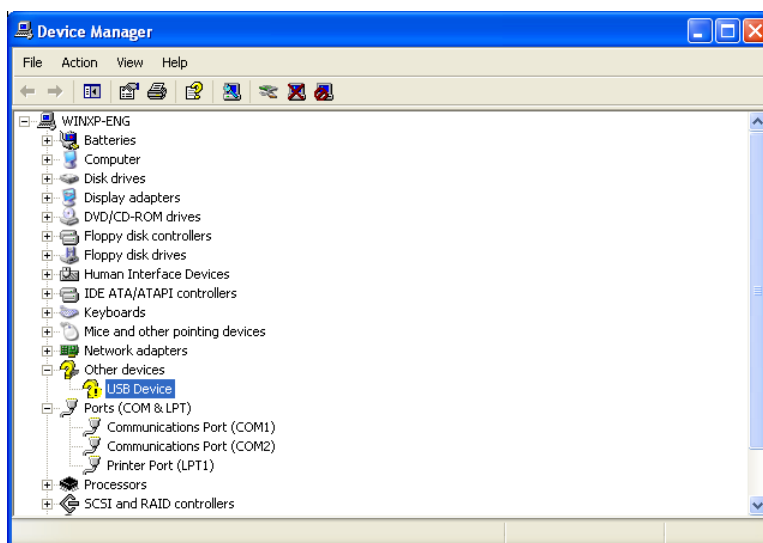 Device Manager
File Action View Help
WINXP-ENG
Batteries
Computer
Disk drives
Display adapters
DVD/CD-ROM drives
Floppy disk controllers
Floppy disk drives
Human Interface Devices
IDE ATA/ATAPI controllers
Keyboards
Mice and other pointing devices
Network adapters
Other devices
USB Device
Ports (COM & LPT)
Communications Port (COM1)
Communications Port (COM2)
Printer Port (LPT1)
Processors
SCSI and RAID controllers